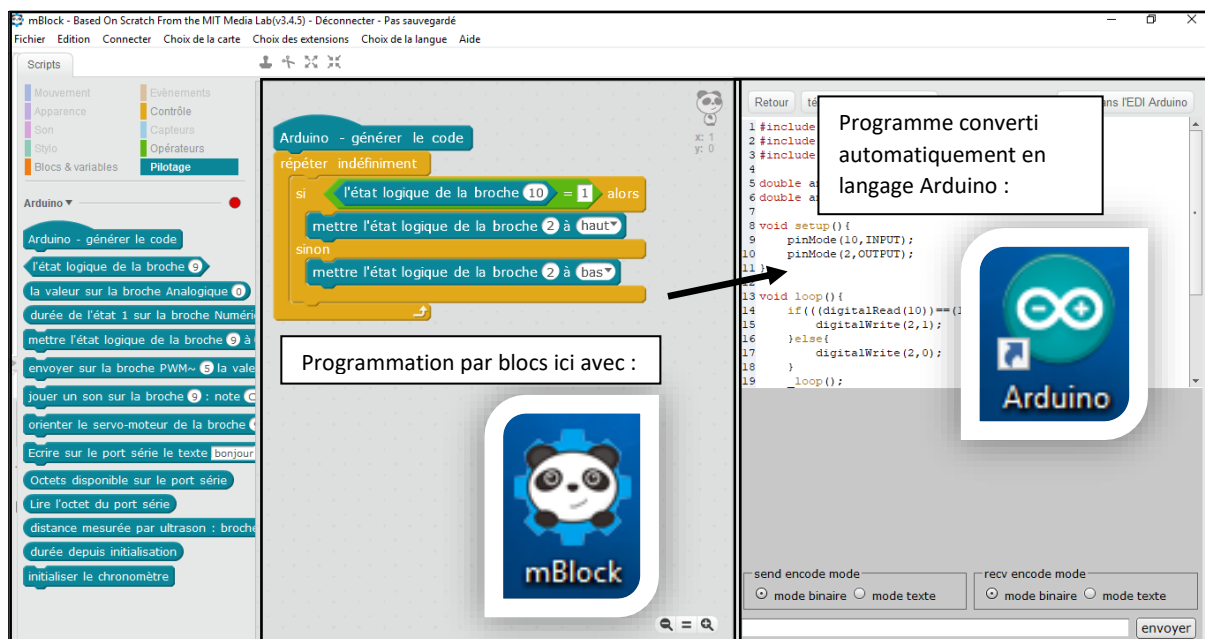 mBlock - Based On Scratch From the MIT Media Lab(v3.4.5) - Déconnecter - Pas sauvegardé
Fichier Edition Connecter Choix de la carte Choix des extensions Choix de la langue Aide
Scripts
Mouvement Evènements
Apparence Contrôle
Son Capteurs
Stylo Opérateurs
Blocs & variables Pilotage
Arduino
Arduino - générer le code
l'état logique de la broche 9
la valeur sur la broche Analogique 0
durée de l'état 1 sur la broche Numéri
mettre l'état logique de la broche 9 à
envoyer sur la broche PWM~ 5 la vale
jouer un son sur la broche 9 : note C
orienter le servo-moteur de la broche
Ecrire sur le port série le texte bonjour
Octets disponible sur le port série
Lire l'octet du port série
distance mesurée par ultrason : broche
durée depuis initialisation
initialiser le chronomètre
x: 1
y: 0
Arduino - générer le code
répéter indéfiniment
si l'état logique de la broche 10 = 1 alors
mettre l'état logique de la broche 2 à haut
sinon
mettre l'état logique de la broche 2 à bas
Programmation par blocs ici avec :
mBlock
Retour té ns l'EDI Arduino
Programme converti
automatiquement en
langage Arduino :
1 #include
2 #include
3 #include
4
5 double a
6 double a
7
8 void setup(){
9 pinMode(10,INPUT);
10 pinMode(2,OUTPUT);
11 }
12
13 void loop(){
14 if(((digitalRead(10))==(1
15 digitalWrite(2,1);
16 }else{
17 digitalWrite(2,0);
18 }
19 _loop();
Arduino
send encode mode
mode binaire mode texte
recv encode mode
mode binaire mode texte
envoyer